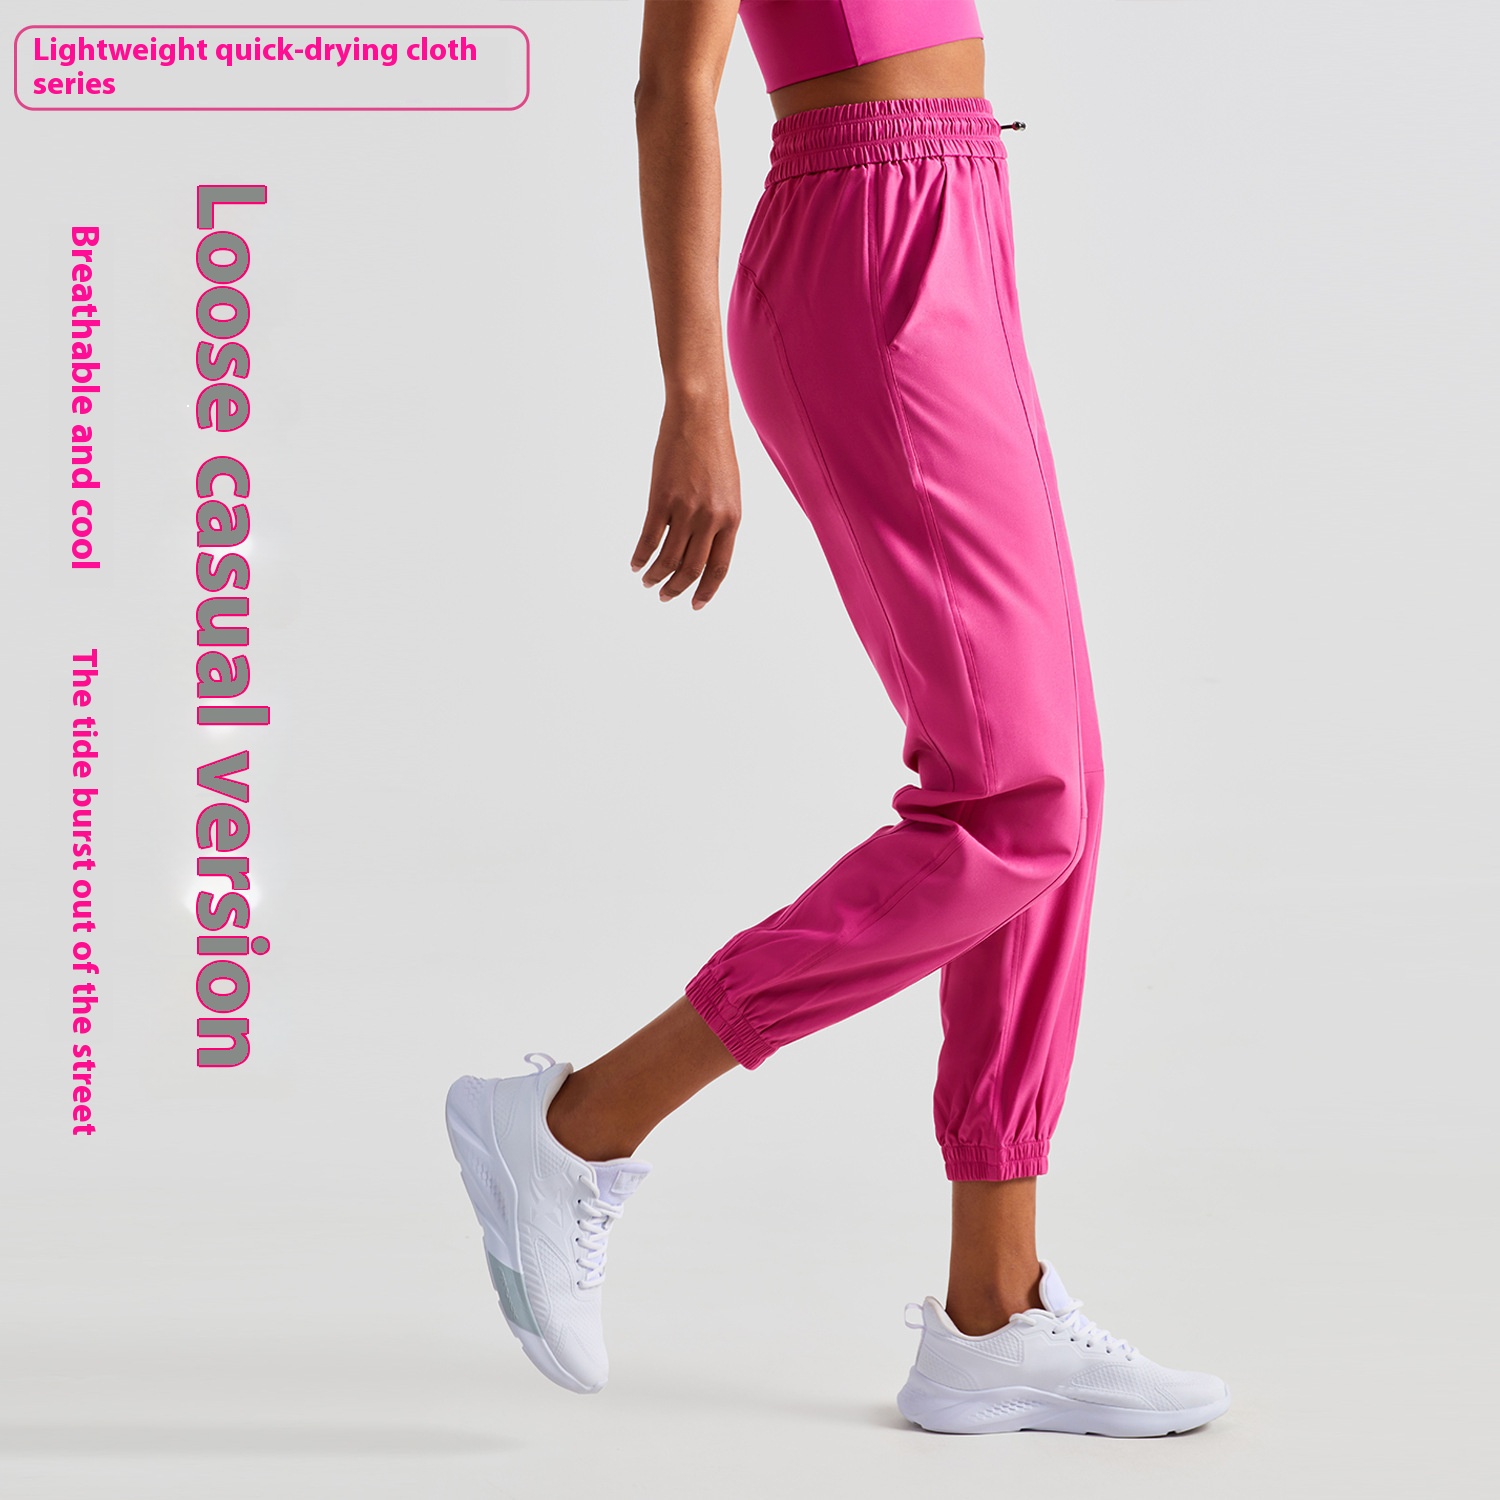 Lightweight quick-drying cloth
series
Loose casual version
Breathable and cool
The tide burst out of the street